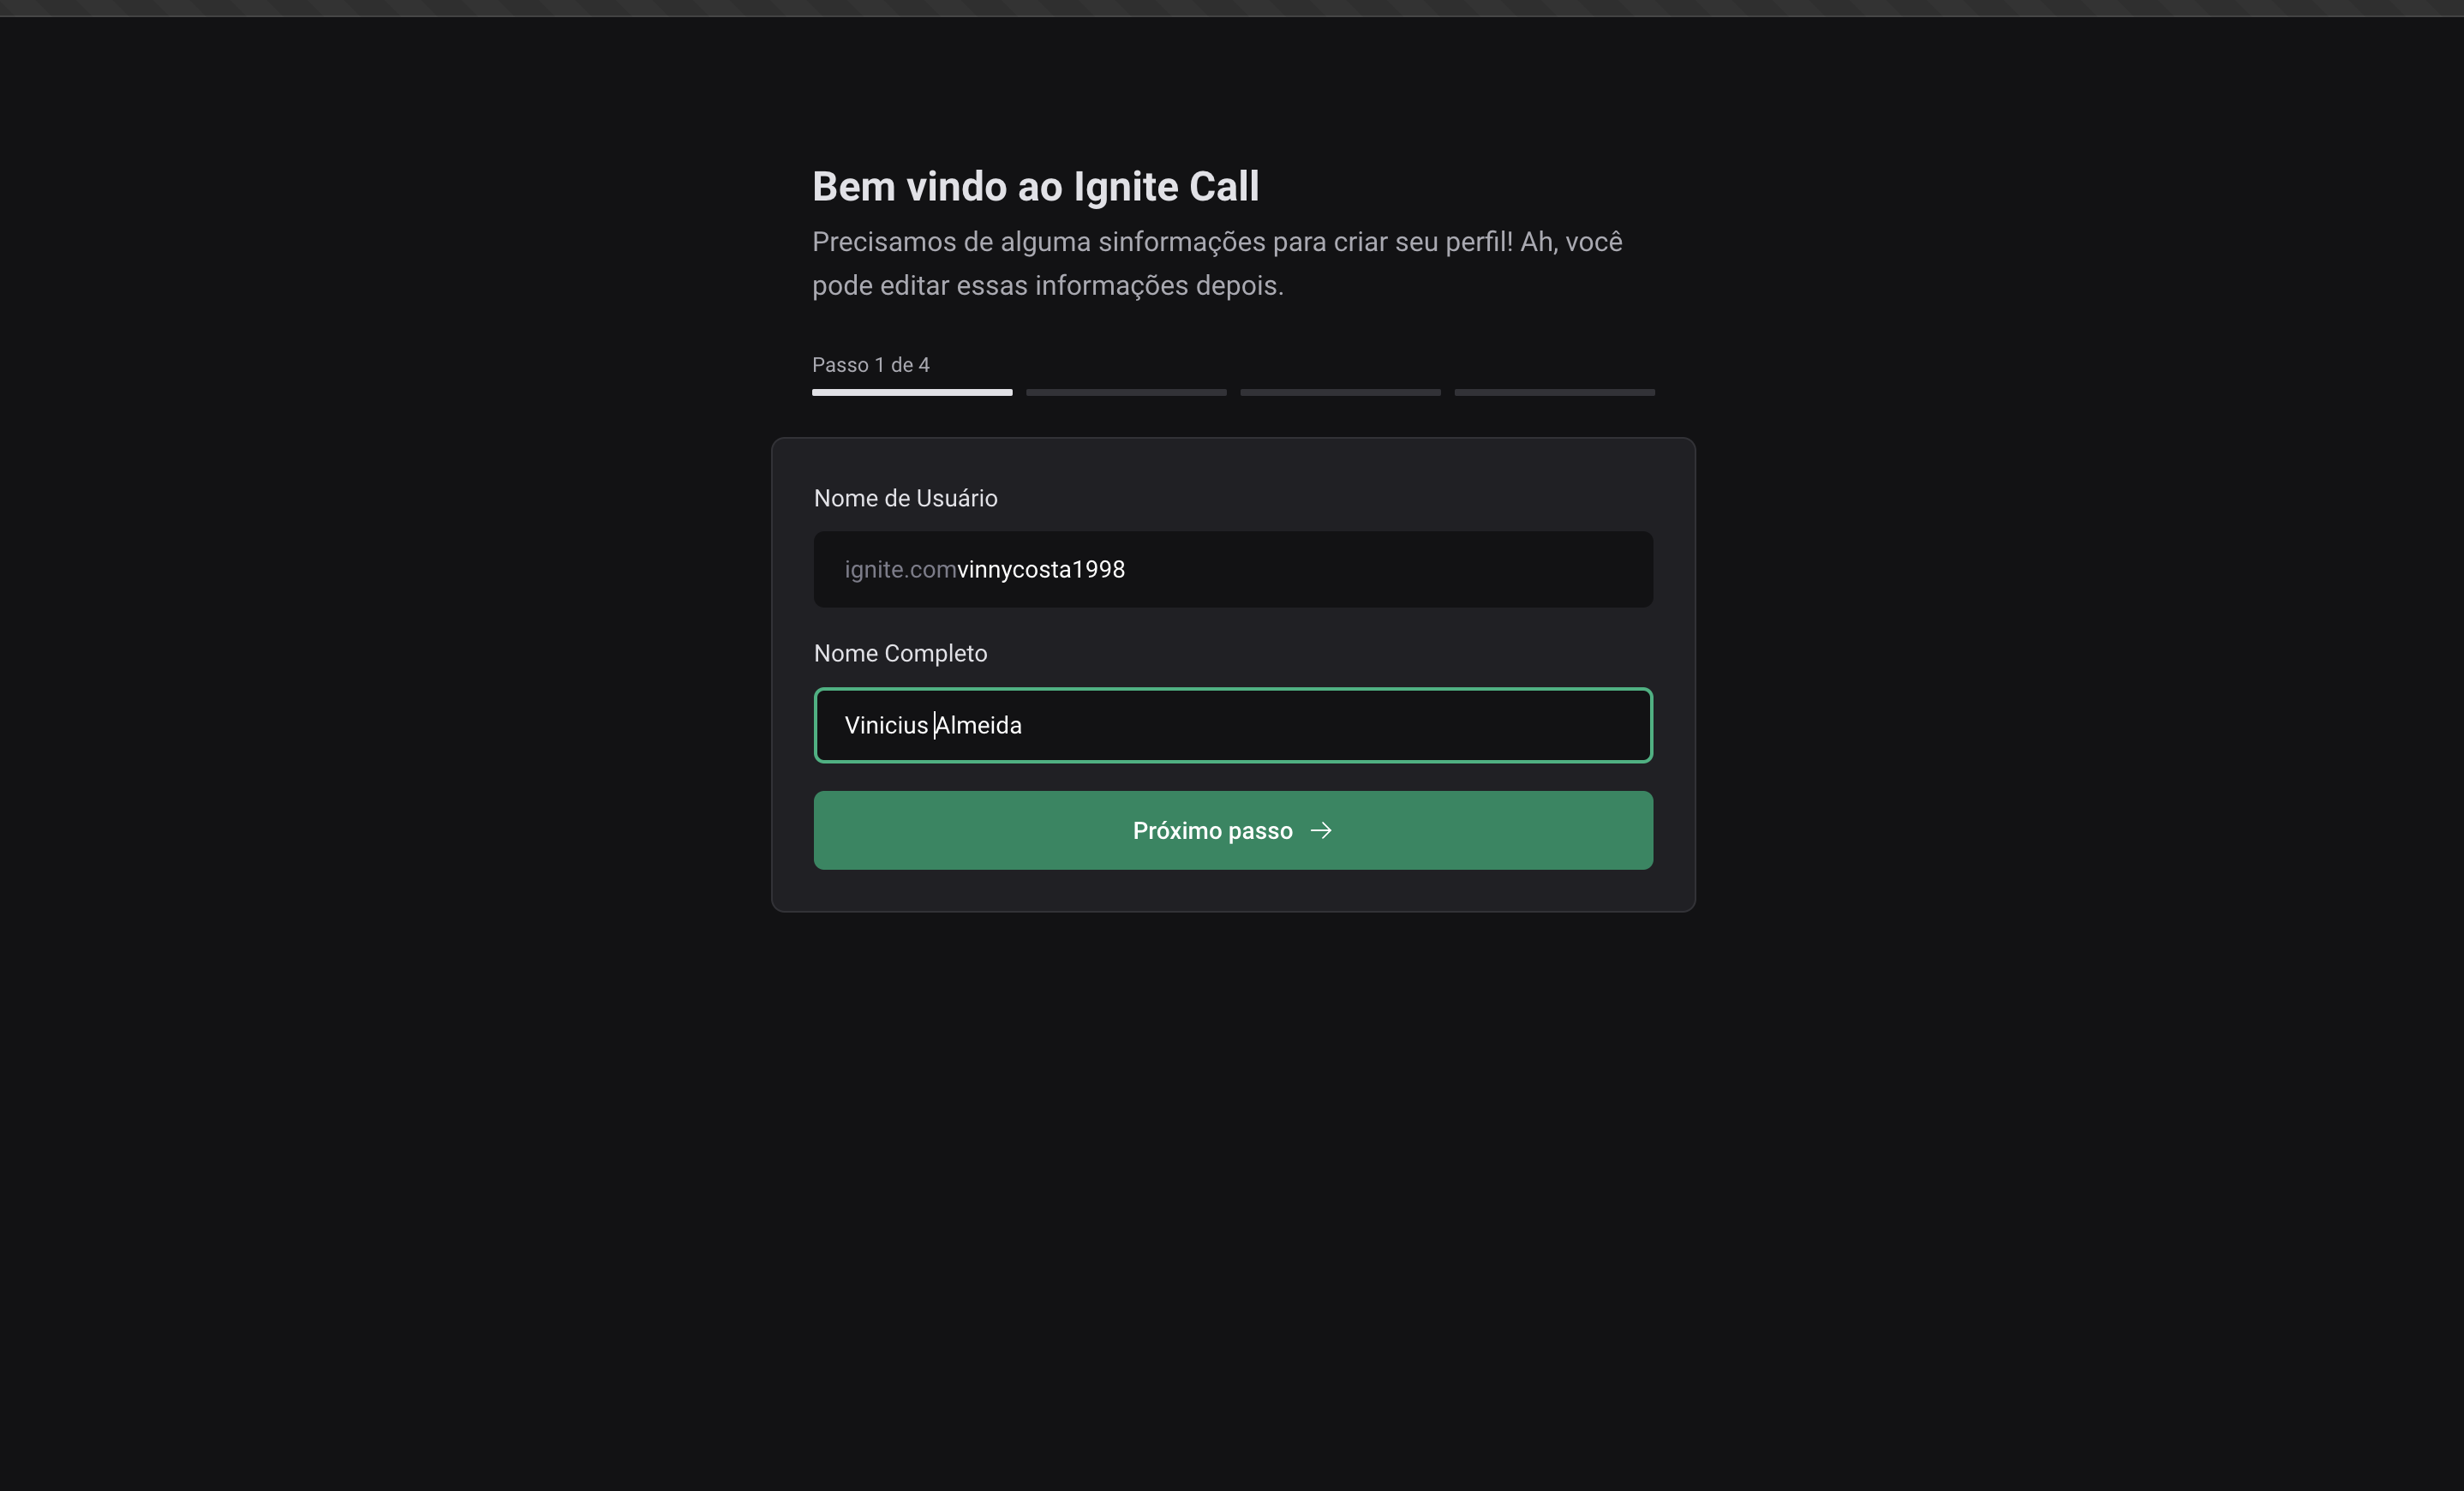 Bem vindo ao Ignite Call
Precisamos de alguma sinformações para criar seu perfil! Ah, você
pode editar essas informações depois.
Passo 1 de 4
Nome de Usuário
ignite.comvinnycosta1998
Nome Completo
Vinicius Almeida
Próximo passo →